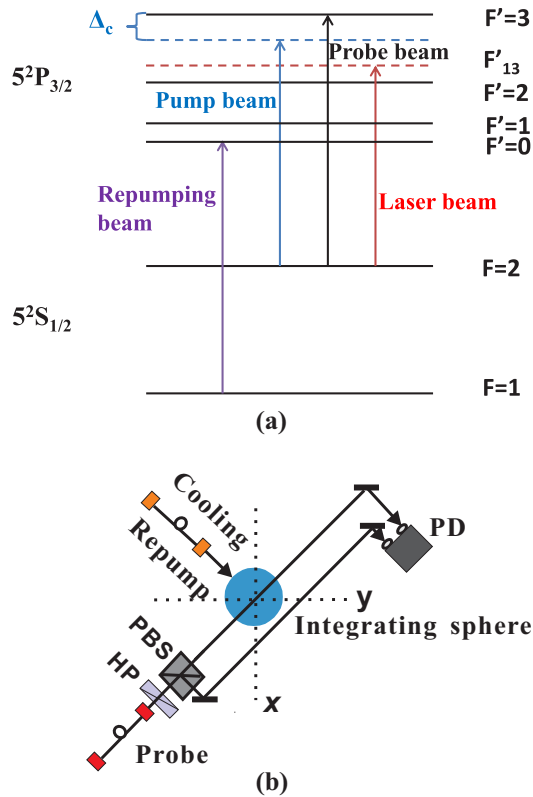 Δc
F'=3
Probe beam
F'13
5²P3/2
F'=2
Pump beam
F'=1
F'=0
Repumping
beam
Laser beam
F=2
5²S1/2
F=1
(a)
Cooling
Repump
PD
y
Integrating sphere
PBS
HP
x
Probe
(b)